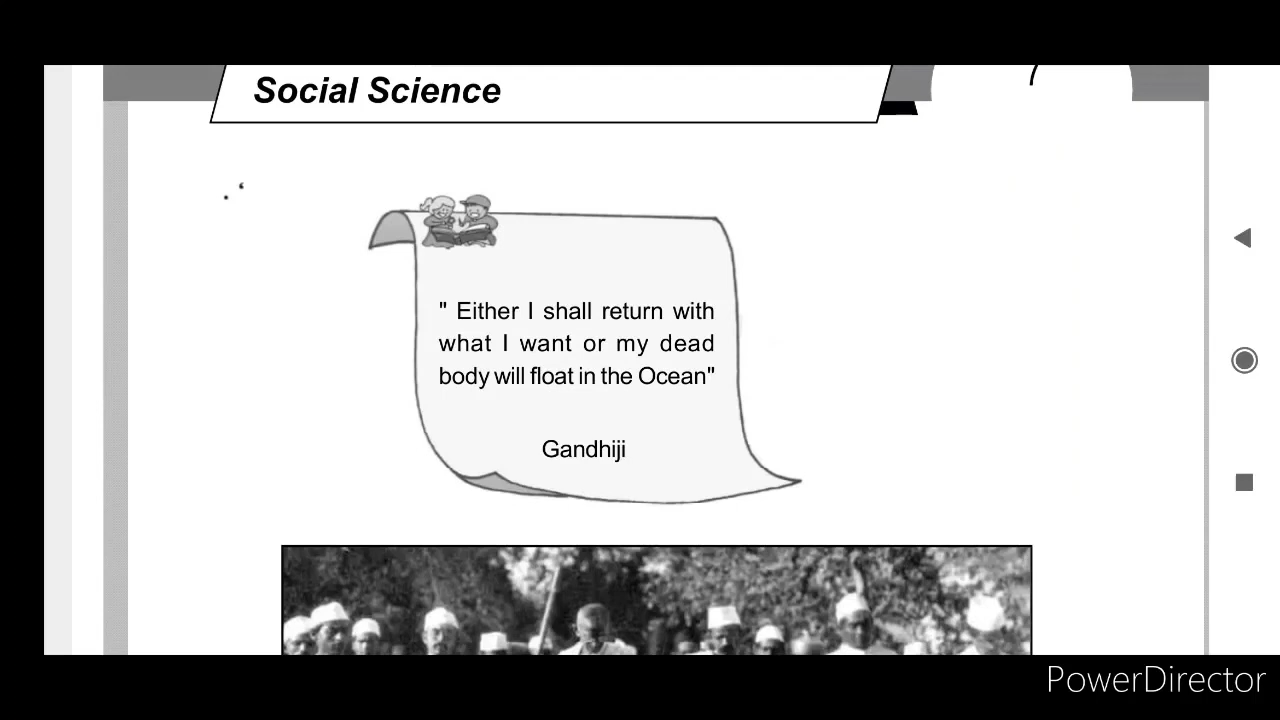 Social Science
" Either I shall return with
what I want or my dead
body will float in the Ocean"
Gandhiji
PowerDirector